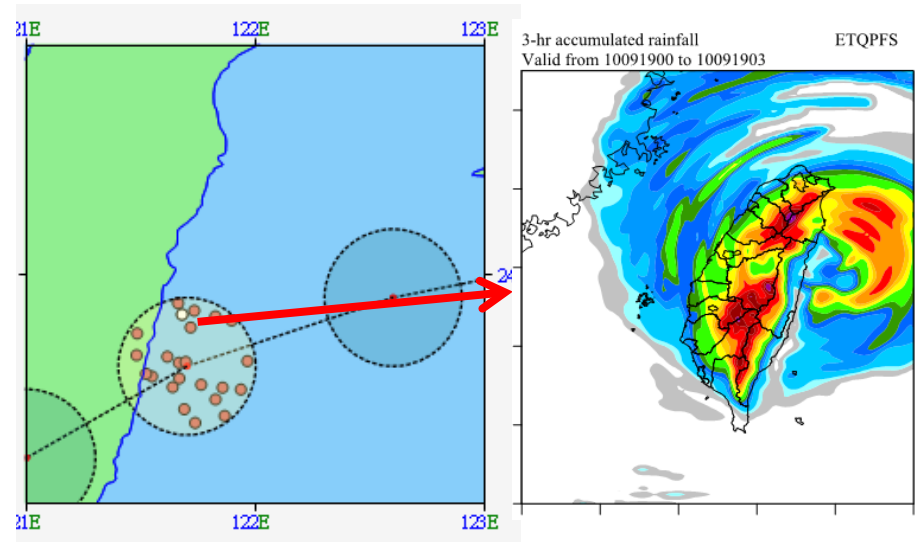 21E 122E 123E
3-hr accumulated rainfall ETQPFS
Valid from 10091900 to 10091903
24
21E 122E 123E